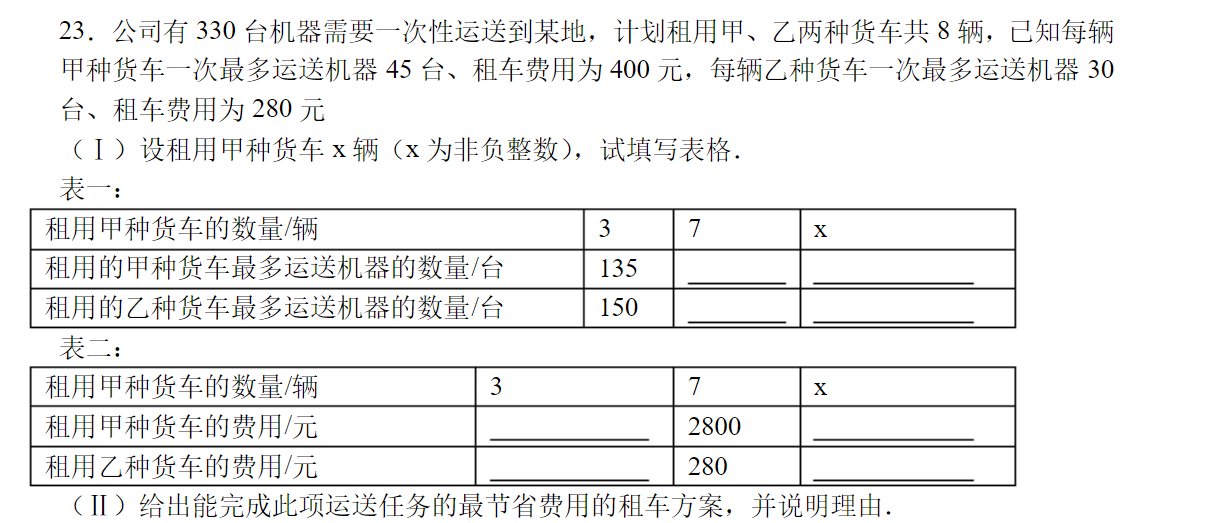 23．公司有 330 台机器需要一次性运送到某地，计划租用甲、乙两种货车共 8 辆，已知每辆
甲种货车一次最多运送机器 45 台、租车费用为 400 元，每辆乙种货车一次最多运送机器 30
台、租车费用为 280 元
（Ⅰ）设租用甲种货车 x 辆（x 为非负整数），试填写表格．
表一：
租用甲种货车的数量/辆 3 7 x
租用的甲种货车最多运送机器的数量/台 135 ______ ______
租用的乙种货车最多运送机器的数量/台 150 ______ ______
表二：
租用甲种货车的数量/辆 3 7 x
租用甲种货车的费用/元 ______ 2800 ______
租用乙种货车的费用/元 ______ 280 ______
（Ⅱ）给出能完成此项运送任务的最节省费用的租车方案，并说明理由．